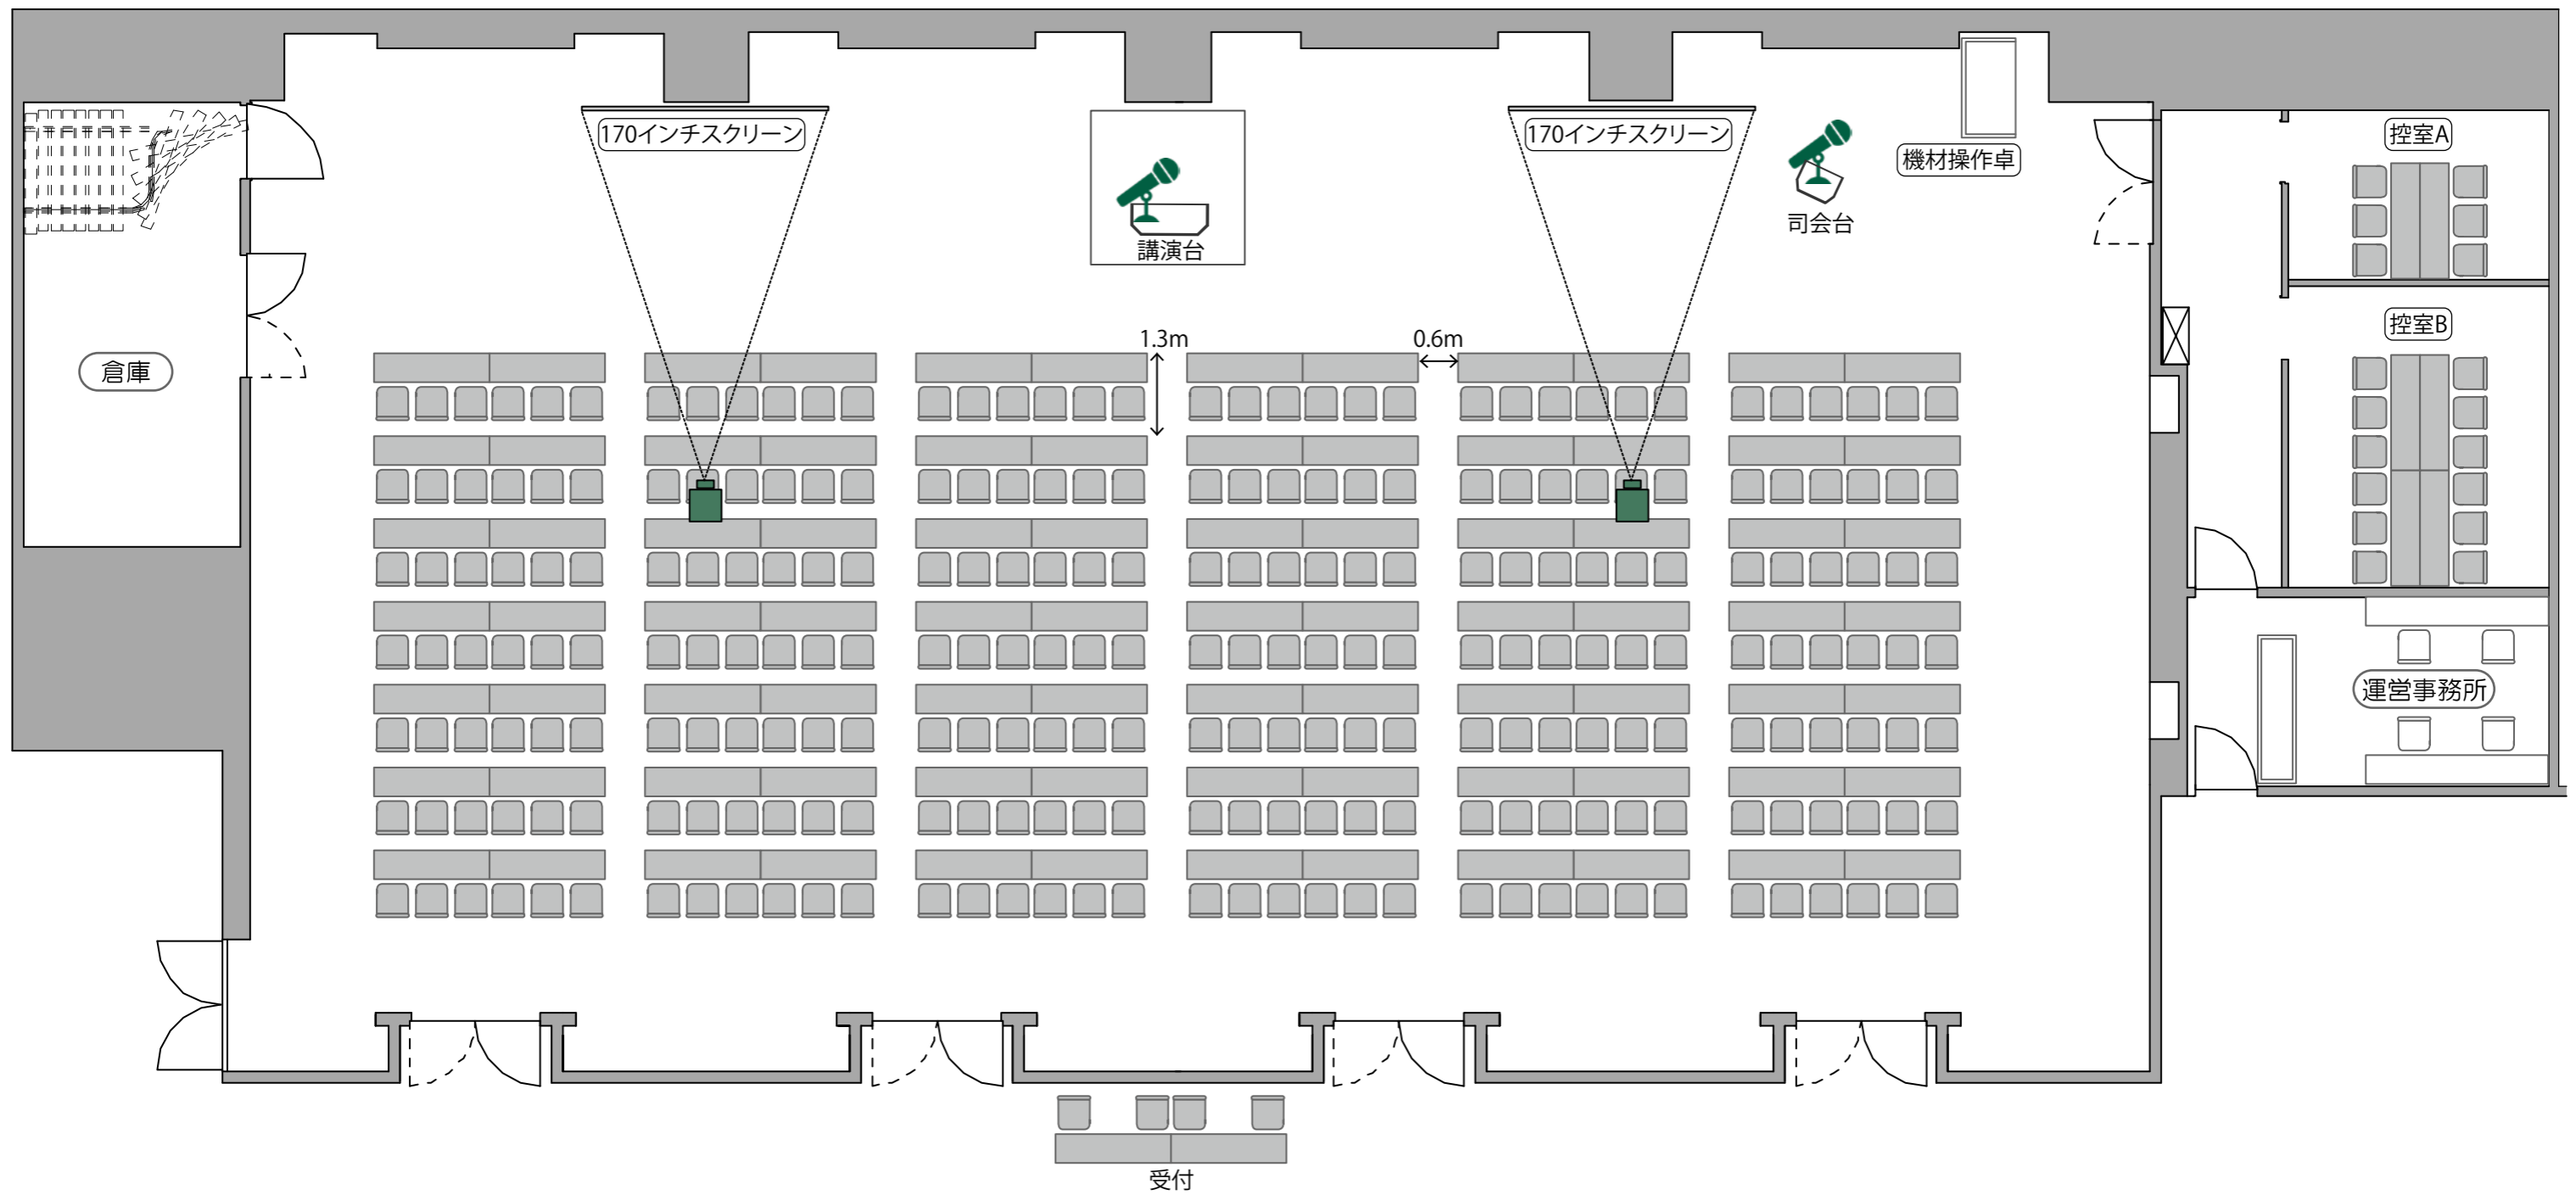 170インチスクリーン
170インチスクリーン
控室A
機材操作卓
講演台
司会台
控室B
1.3m
0.6m
倉庫
運営事務所
受付